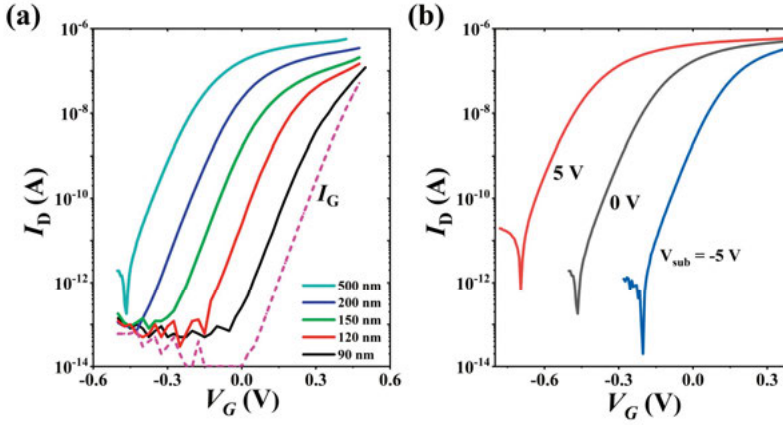 (a)
10⁻⁶
10⁻⁸
10⁻¹⁰
10⁻¹²
10⁻¹⁴
I_D (A)
I_G
500 nm
200 nm
150 nm
120 nm
90 nm
-0.6 -0.3 0.0 0.3 0.6
V_G (V)
(b)
10⁻⁶
10⁻⁸
10⁻¹⁰
10⁻¹²
10⁻¹⁴
I_D (A)
5 V
0 V
V_sub = -5 V
-0.6 -0.3 0.0 0.3
V_G (V)